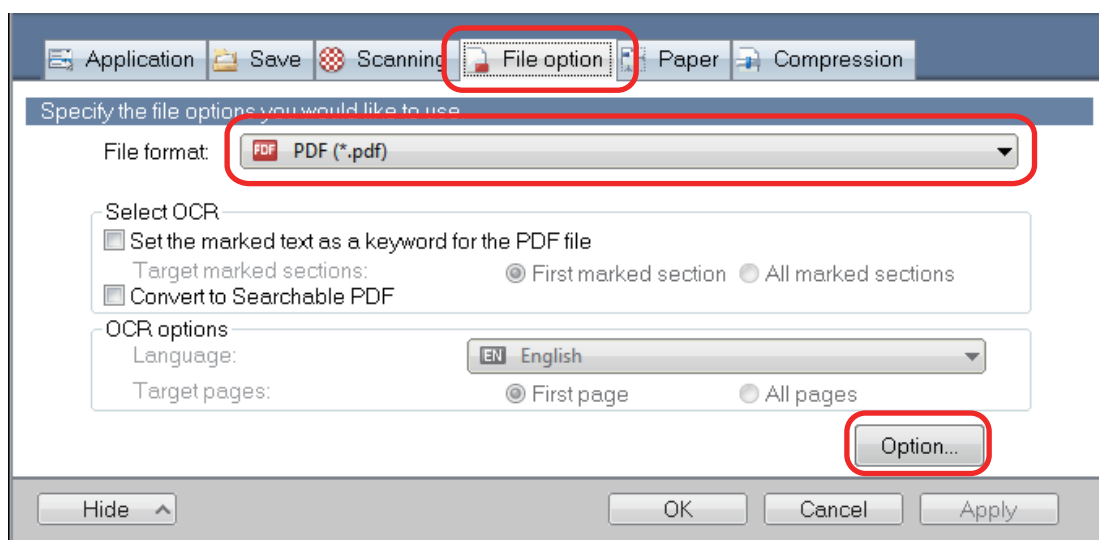 Application Save Scanning File option Paper Compression
Specify the file options you would like to use
File format: PDF PDF (*.pdf)
Select OCR
Set the marked text as a keyword for the PDF file
Target marked sections: First marked section All marked sections
Convert to Searchable PDF
OCR options
Language: EN English
Target pages: First page All pages
Option...
Hide OK Cancel Apply